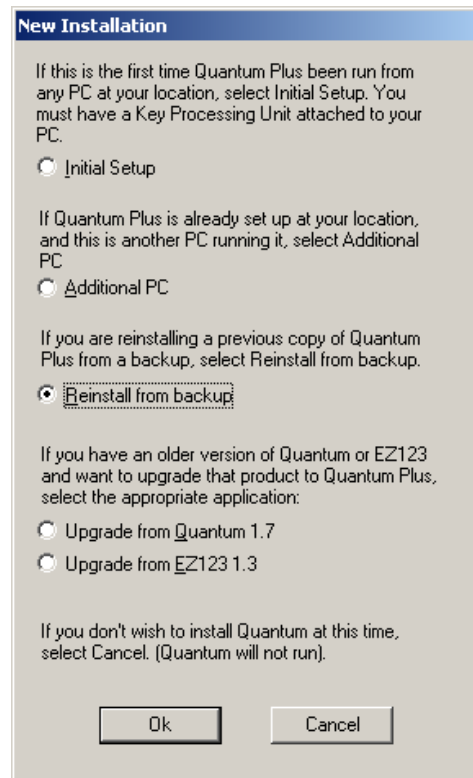 New Installation
If this is the first time Quantum Plus been run from
any PC at your location, select Initial Setup. You
must have a Key Processing Unit attached to your
PC.
Initial Setup
If Quantum Plus is already set up at your location,
and this is another PC running it, select Additional
PC
Additional PC
If you are reinstalling a previous copy of Quantum
Plus from a backup, select Reinstall from backup.
Reinstall from backup
If you have an older version of Quantum or EZ123
and want to upgrade that product to Quantum Plus,
select the appropriate application:
Upgrade from Quantum 1.7
Upgrade from EZ123 1.3
If you don't wish to install Quantum at this time,
select Cancel. (Quantum will not run).
Ok
Cancel